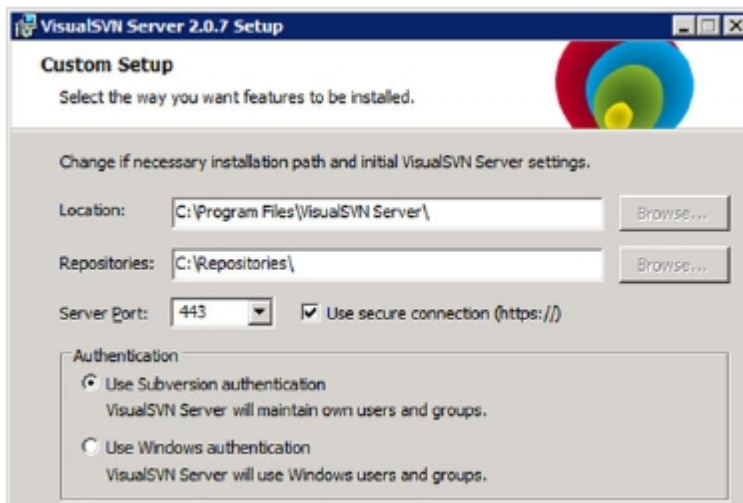 VisualSVN Server 2.0.7 Setup
Custom Setup
Select the way you want features to be installed.
Change if necessary installation path and initial VisualSVN Server settings.
Location: C:\Program Files\VisualSVN Server\ Browse...
Repositories: C:\Repositories\ Browse...
Server Port: 443 Use secure connection (https://)
Authentication
Use Subversion authentication
VisualSVN Server will maintain own users and groups.
Use Windows authentication
VisualSVN Server will use Windows users and groups.